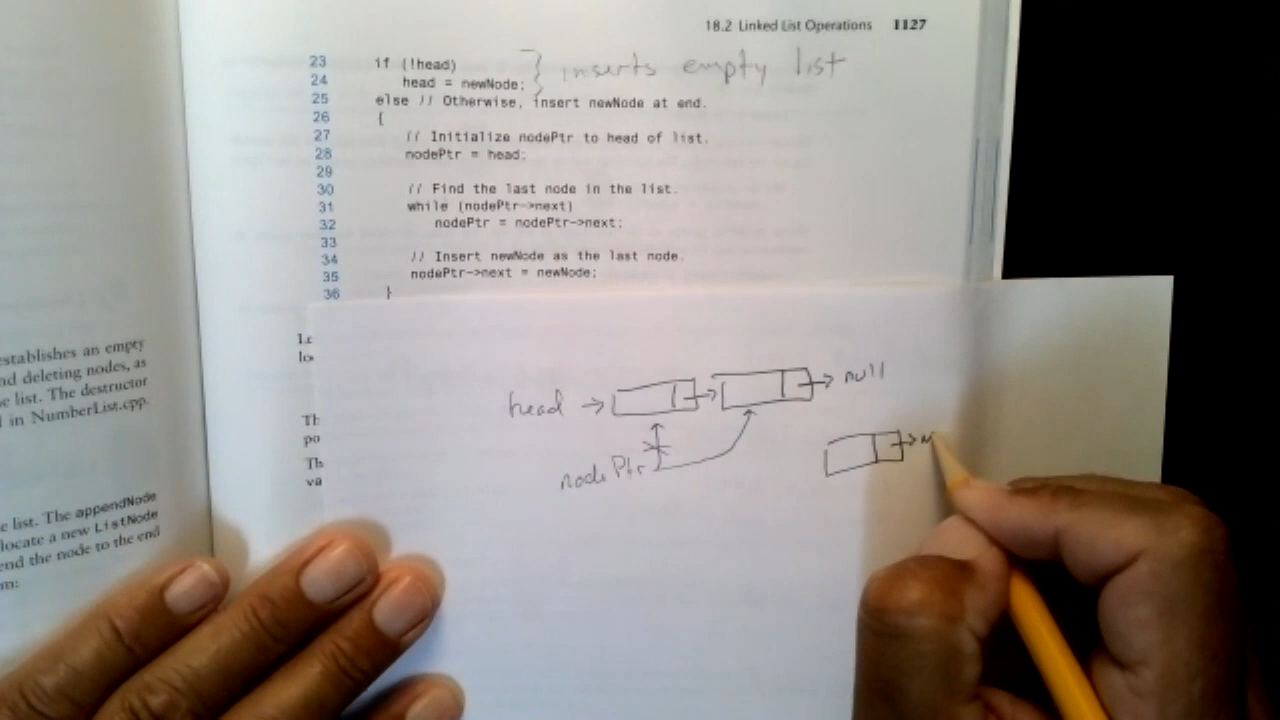 18.2 Linked List Operations 1127
23 if (!head) } inserts empty list
24 head = newNode;
25 else // Otherwise, insert newNode at end.
26 {
27 // Initialize nodePtr to head of list.
28 nodePtr = head;
29
30 // Find the last node in the list.
31 while (nodePtr->next)
32 nodePtr = nodePtr->next;
33
34 // Insert newNode as the last node.
35 nodePtr->next = newNode;
36 }
establishes an empty
nd deleting nodes, as
e list. The destructor
d in NumberList.cpp.
e list. The appendNode
locate a new ListNode
end the node to the end
m:
Th
po
Th
va
head
null
nodePtr